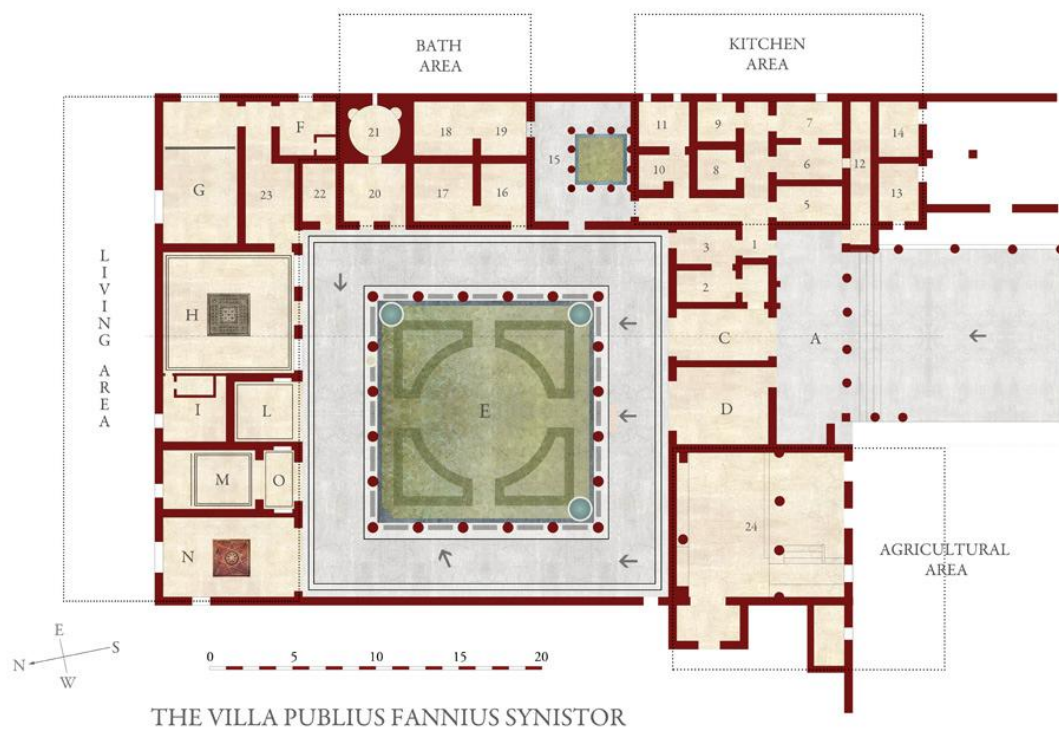 BATH
AREA
KITCHEN
AREA
LIVING AREA
F
21
18
19
15
11
9
7
12
14
10
8
6
5
13
G
23
22
20
17
16
3
1
2
H
C
A
E
I
L
D
M
O
N
24
AGRICULTURAL
AREA
E
N
S
W
0 5 10 15 20
THE VILLA PUBLIUS FANNIUS SYNISTOR